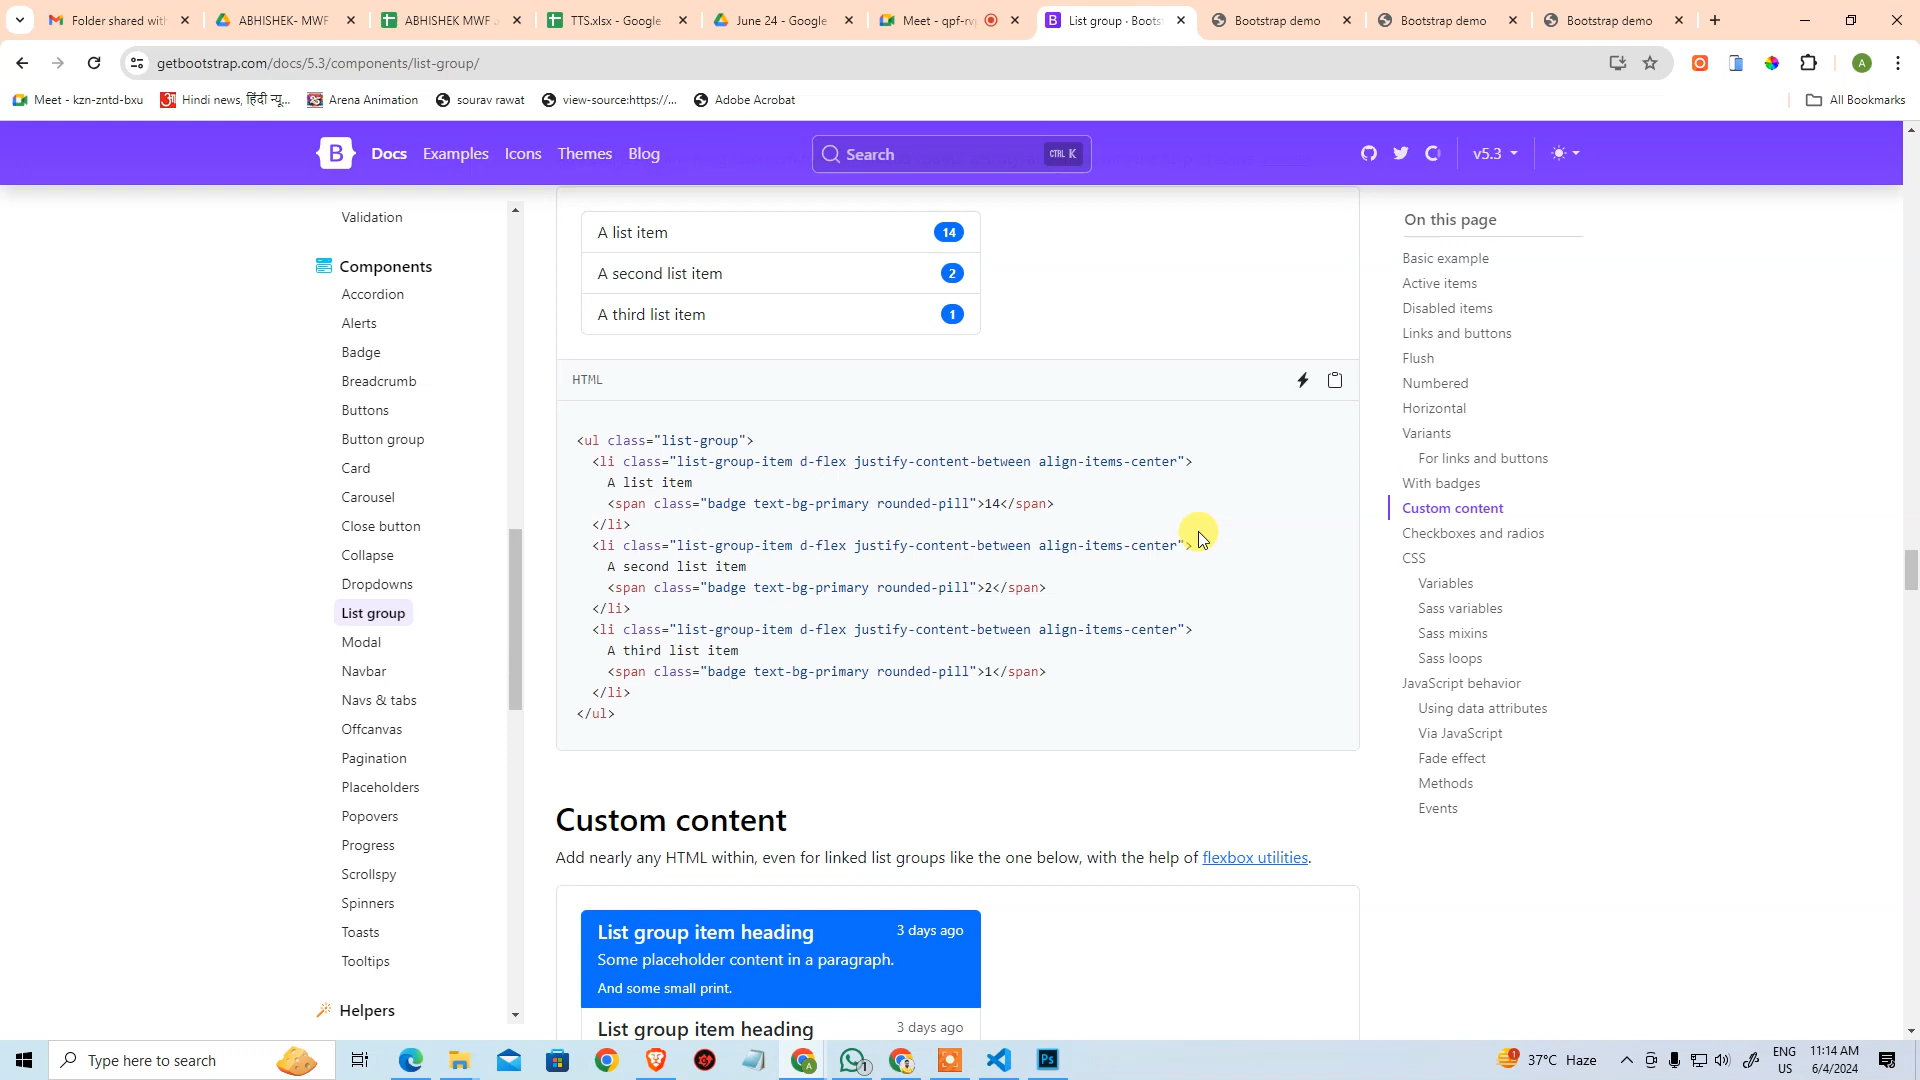 Folder shared with
ABHISHEK- MWF
ABHISHEK MWF
TTS.xlsx - Google
June 24 - Google
Meet - qpf-rv
List group · Boots
Bootstrap demo
Bootstrap demo
Bootstrap demo
getbootstrap.com/docs/5.3/components/list-group/
A
Meet - kzn-zntd-bxu
Hindi news, हिंदी न्यू...
Arena Animation
sourav rawat
view-source:https://...
Adobe Acrobat
All Bookmarks
B
Docs
Examples
Icons
Themes
Blog
Search
CTRL K
v5.3
Validation
Components
Accordion
Alerts
Badge
Breadcrumb
Buttons
Button group
Card
Carousel
Close button
Collapse
Dropdowns
List group
Modal
Navbar
Navs & tabs
Offcanvas
Pagination
Placeholders
Popovers
Progress
Scrollspy
Spinners
Toasts
Tooltips
Helpers
A list item 14
A second list item 2
A third list item 1
HTML
<ul class="list-group">
<li class="list-group-item d-flex justify-content-between align-items-center">
A list item
<span class="badge text-bg-primary rounded-pill">14</span>
</li>
<li class="list-group-item d-flex justify-content-between align-items-center">
A second list item
<span class="badge text-bg-primary rounded-pill">2</span>
</li>
<li class="list-group-item d-flex justify-content-between align-items-center">
A third list item
<span class="badge text-bg-primary rounded-pill">1</span>
</li>
</ul>
Custom content
Add nearly any HTML within, even for linked list groups like the one below, with the help of flexbox utilities.
List group item heading 3 days ago
Some placeholder content in a paragraph.
And some small print.
List group item heading 3 days ago
On this page
Basic example
Active items
Disabled items
Links and buttons
Flush
Numbered
Horizontal
Variants
For links and buttons
With badges
Custom content
Checkboxes and radios
CSS
Variables
Sass variables
Sass mixins
Sass loops
JavaScript behavior
Using data attributes
Via JavaScript
Fade effect
Methods
Events
Type here to search
37°C Haze
ENG
US
11:14 AM
6/4/2024